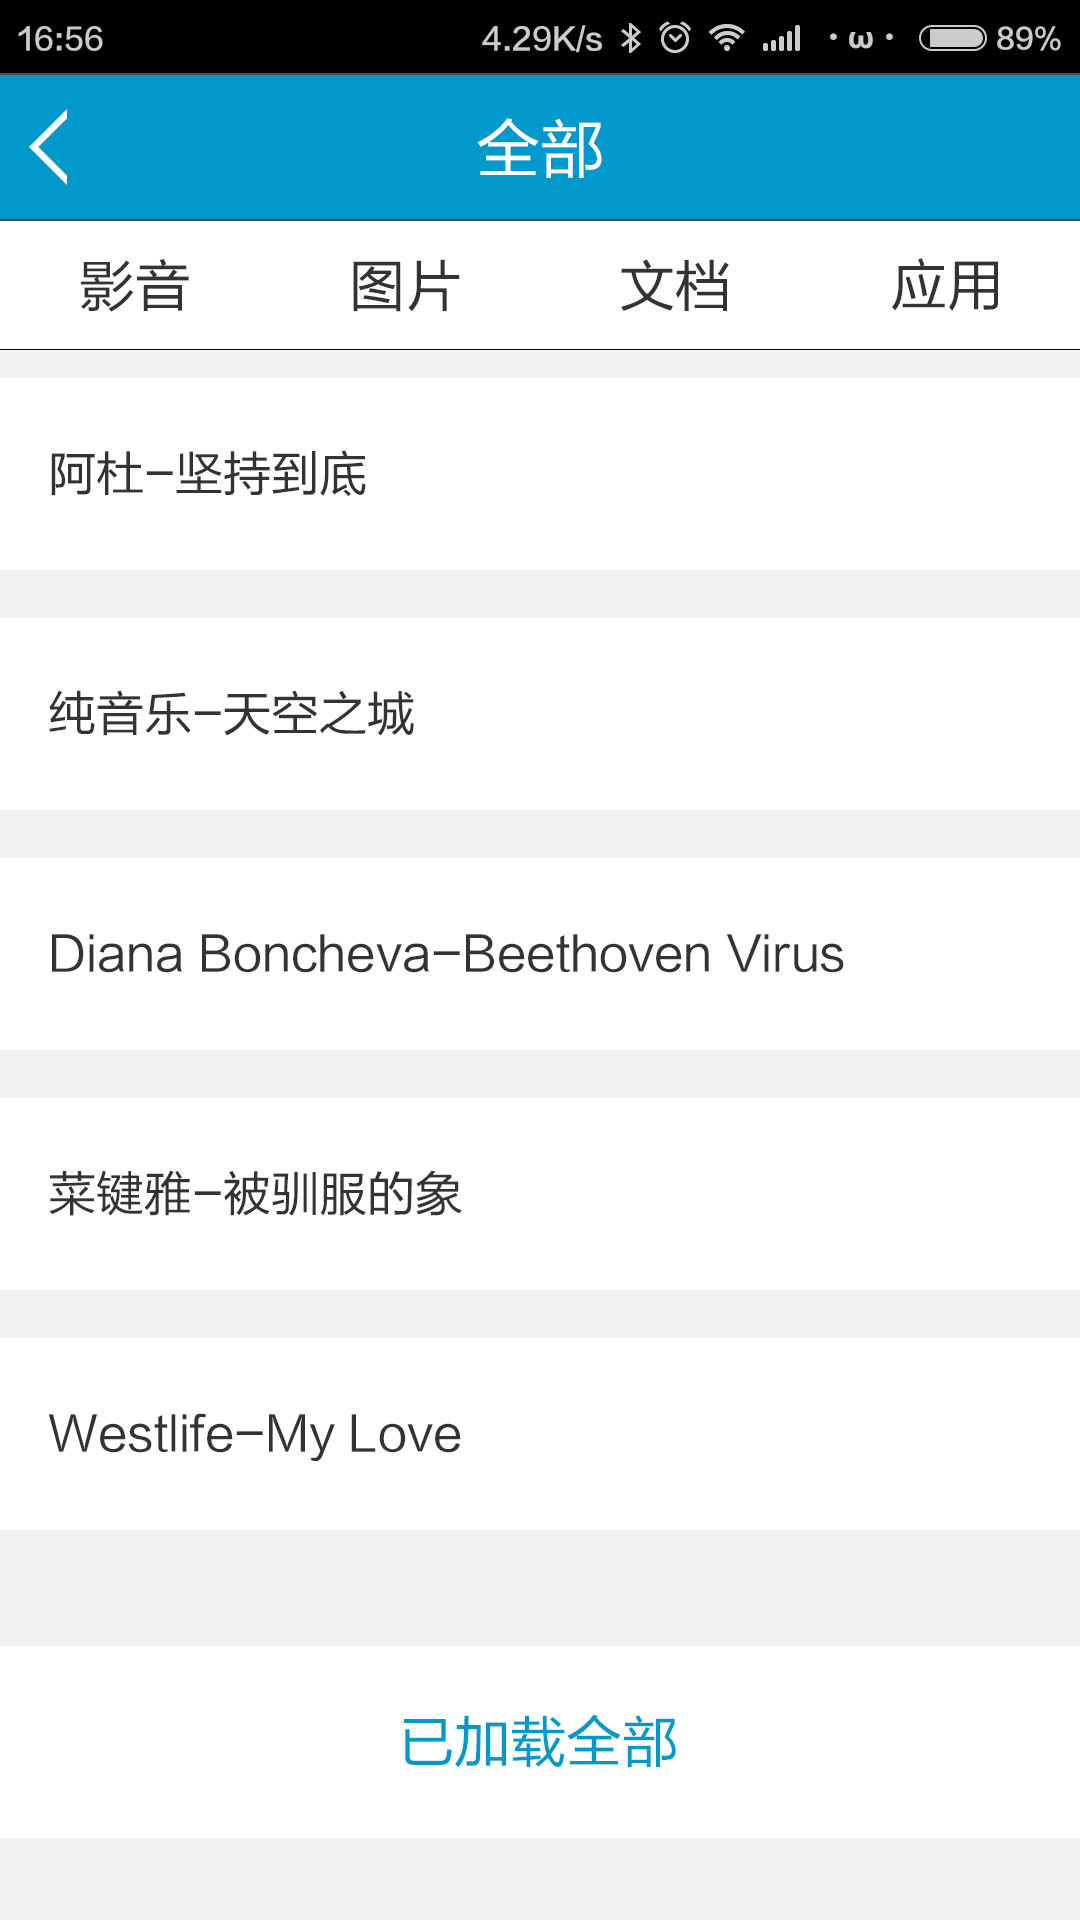 16:56 4.29K/s ·ω· 89%
全部
影音 图片 文档 应用
阿杜-坚持到底
纯音乐-天空之城
Diana Boncheva-Beethoven Virus
菜键雅-被驯服的象
Westlife-My Love
已加载全部